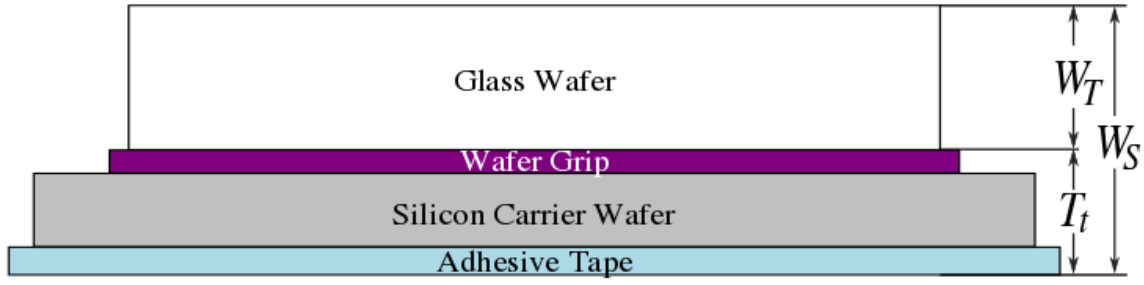 Glass Wafer
W_T
Wafer Grip
W_S
Silicon Carrier Wafer
T_t
Adhesive Tape